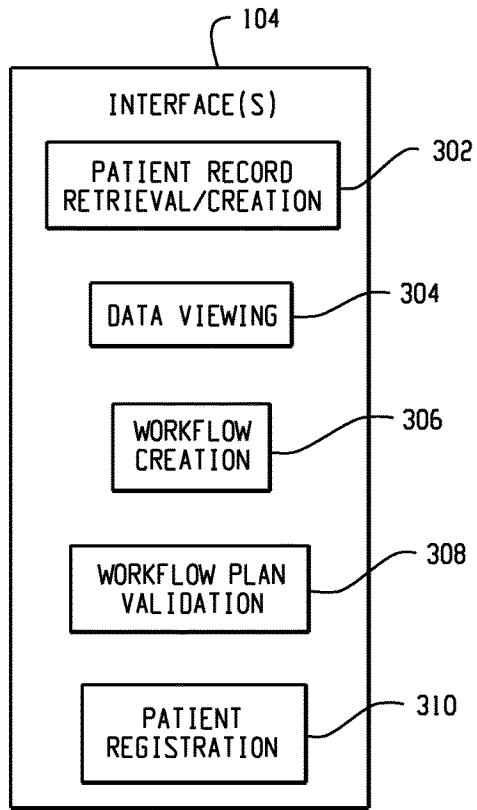 104
INTERFACE(S)
PATIENT RECORD
RETRIEVAL/CREATION
302
DATA VIEWING
304
WORKFLOW
CREATION
306
WORKFLOW PLAN
VALIDATION
308
PATIENT
REGISTRATION
310